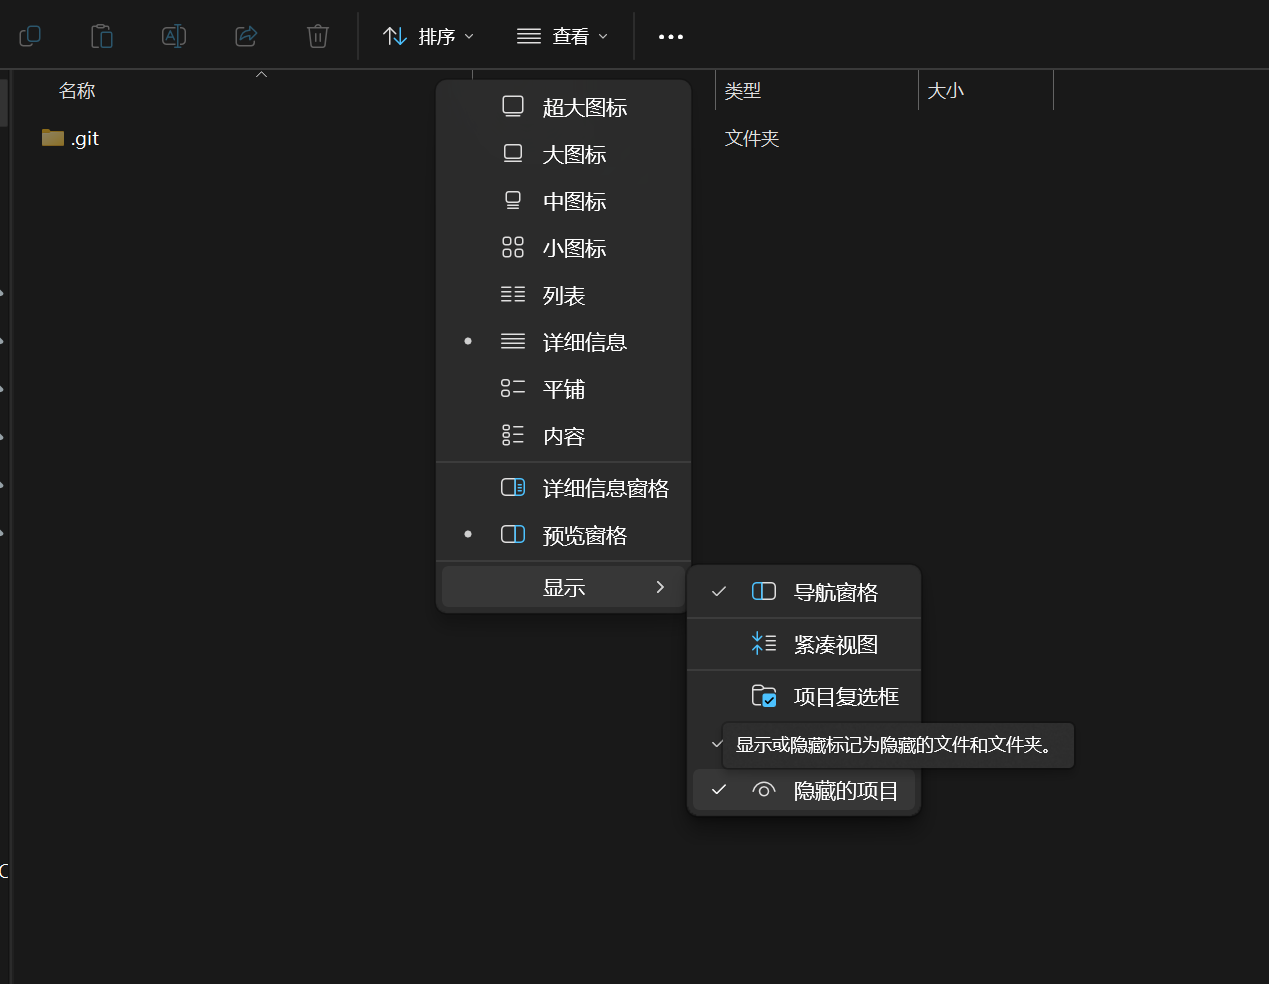 排序
查看
名称
类型
大小
.git
文件夹
超大图标
大图标
中图标
小图标
列表
详细信息
平铺
内容
详细信息窗格
预览窗格
显示
导航窗格
紧凑视图
项目复选框
显示或隐藏标记为隐藏的文件和文件夹。
隐藏的项目